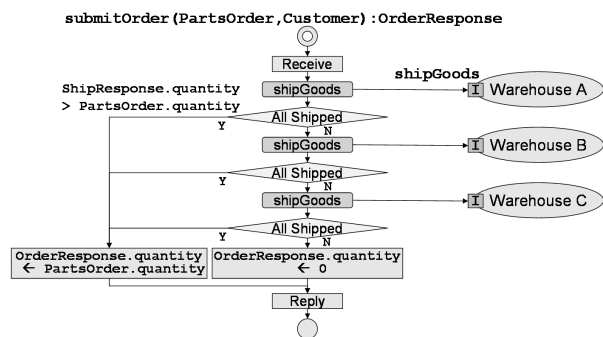 submitOrder(PartsOrder,Customer):OrderResponse
Receive
shipGoods
ShipResponse.quantity
> PartsOrder.quantity
shipGoods
I Warehouse A
All Shipped
Y
N
shipGoods
I Warehouse B
All Shipped
Y
N
shipGoods
I Warehouse C
All Shipped
Y
N
OrderResponse.quantity
← PartsOrder.quantity
OrderResponse.quantity
← 0
Reply